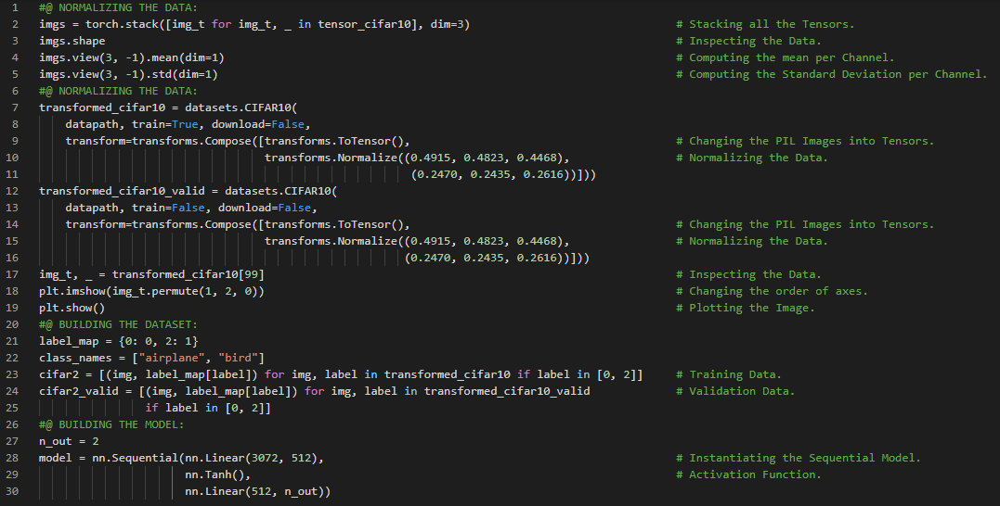 1 #@ NORMALIZING THE DATA:
2 imgs = torch.stack([img_t for img_t, _ in tensor_cifar10], dim=3) # Stacking all the Tensors.
3 imgs.shape # Inspecting the Data.
4 imgs.view(3, -1).mean(dim=1) # Computing the mean per Channel.
5 imgs.view(3, -1).std(dim=1) # Computing the Standard Deviation per Channel.
6 #@ NORMALIZING THE DATA:
7 transformed_cifar10 = datasets.CIFAR10(
8     datapath, train=True, download=False,
9     transform=transforms.Compose([transforms.ToTensor(), # Changing the PIL Images into Tensors.
10                                   transforms.Normalize((0.4915, 0.4823, 0.4468), # Normalizing the Data.
11                                                        (0.2470, 0.2435, 0.2616))]))
12 transformed_cifar10_valid = datasets.CIFAR10(
13     datapath, train=False, download=False,
14     transform=transforms.Compose([transforms.ToTensor(), # Changing the PIL Images into Tensors.
15                                   transforms.Normalize((0.4915, 0.4823, 0.4468), # Normalizing the Data.
16                                                       (0.2470, 0.2435, 0.2616))]))
17 img_t, _ = transformed_cifar10[99] # Inspecting the Data.
18 plt.imshow(img_t.permute(1, 2, 0)) # Changing the order of axes.
19 plt.show() # Plotting the Image.
20 #@ BUILDING THE DATASET:
21 label_map = {0: 0, 2: 1}
22 class_names = ["airplane", "bird"]
23 cifar2 = [(img, label_map[label]) for img, label in transformed_cifar10 if label in [0, 2]] # Training Data.
24 cifar2_valid = [(img, label_map[label]) for img, label in transformed_cifar10_valid # Validation Data.
25                 if label in [0, 2]]
26 #@ BUILDING THE MODEL:
27 n_out = 2
28 model = nn.Sequential(nn.Linear(3072, 512), # Instantiating the Sequential Model.
29                       nn.Tanh(), # Activation Function.
30                       nn.Linear(512, n_out))